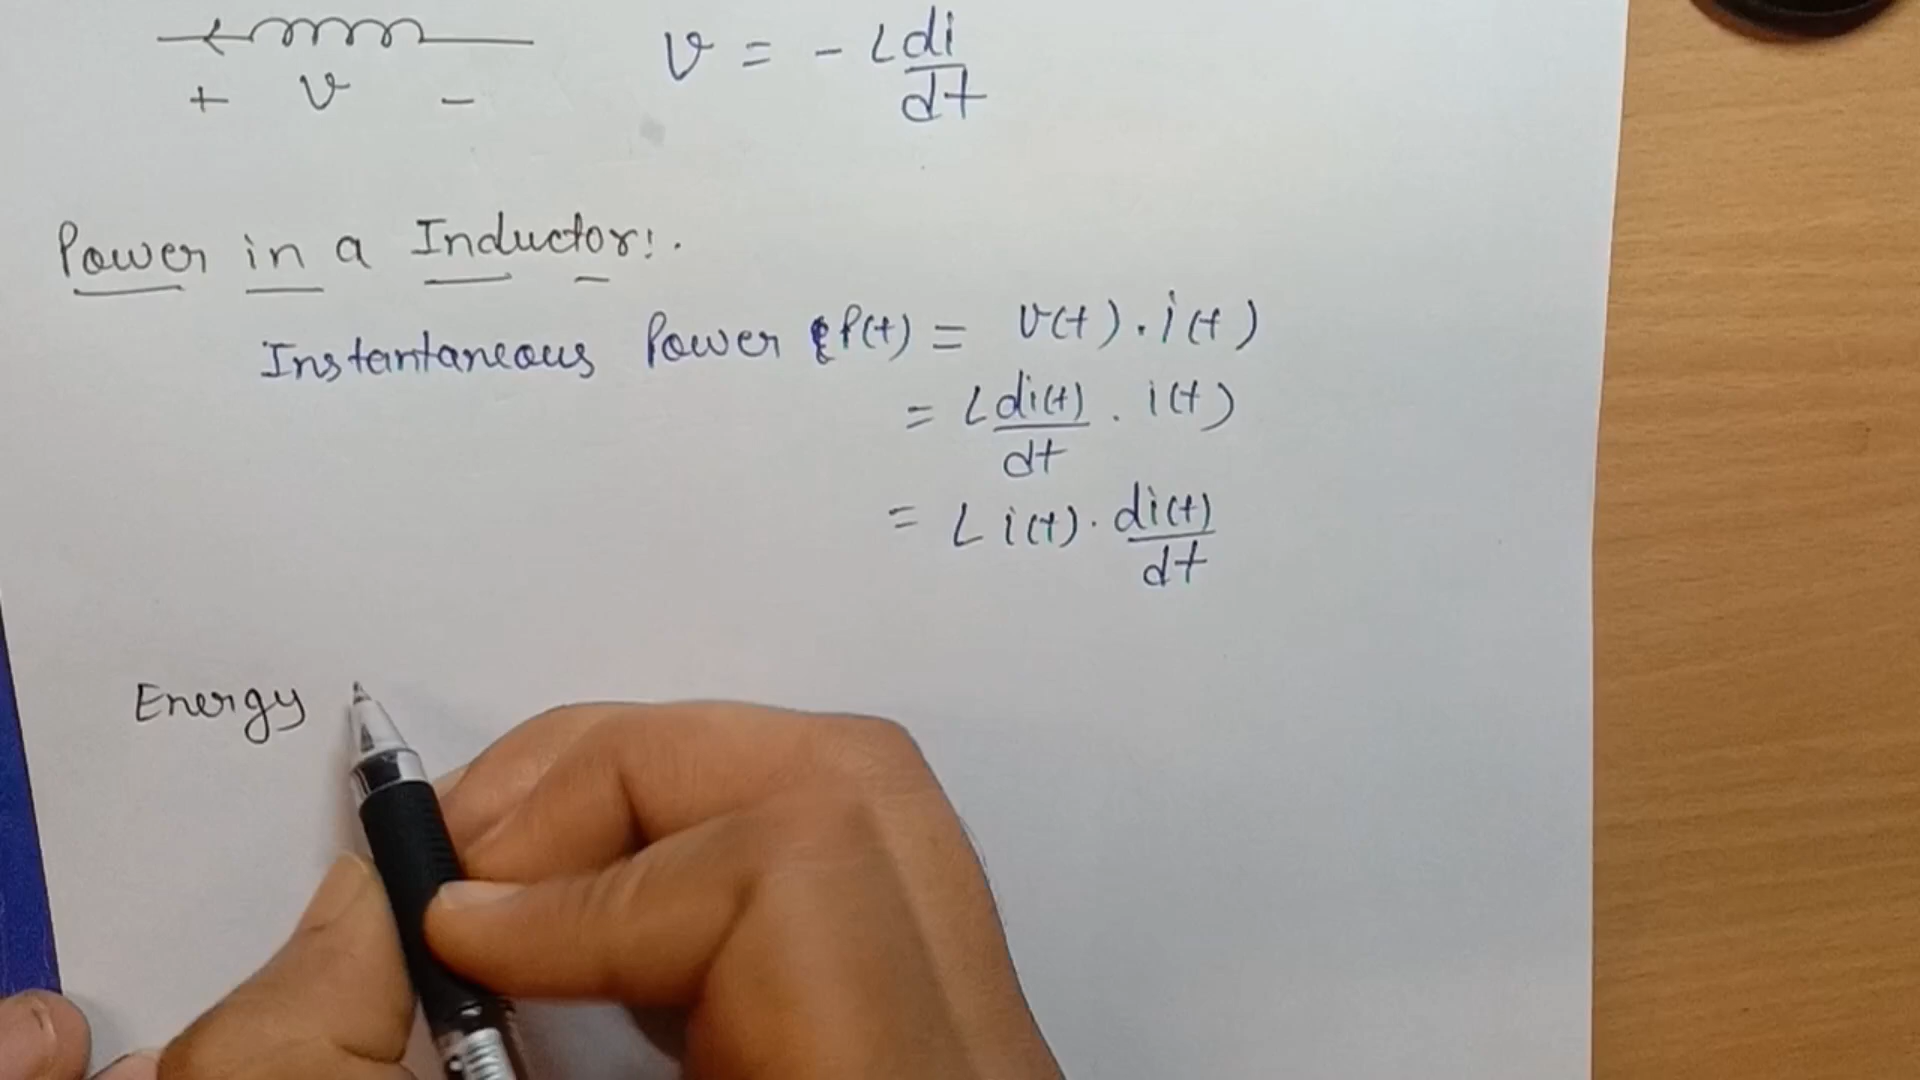 v = - L di/dt
+ v -
Power in a Inductor:.
Instantaneous Power P(t) = v(t) . i(t)
= L di(t)/dt . i(t)
= L i(t) . di(t)/dt
Energy